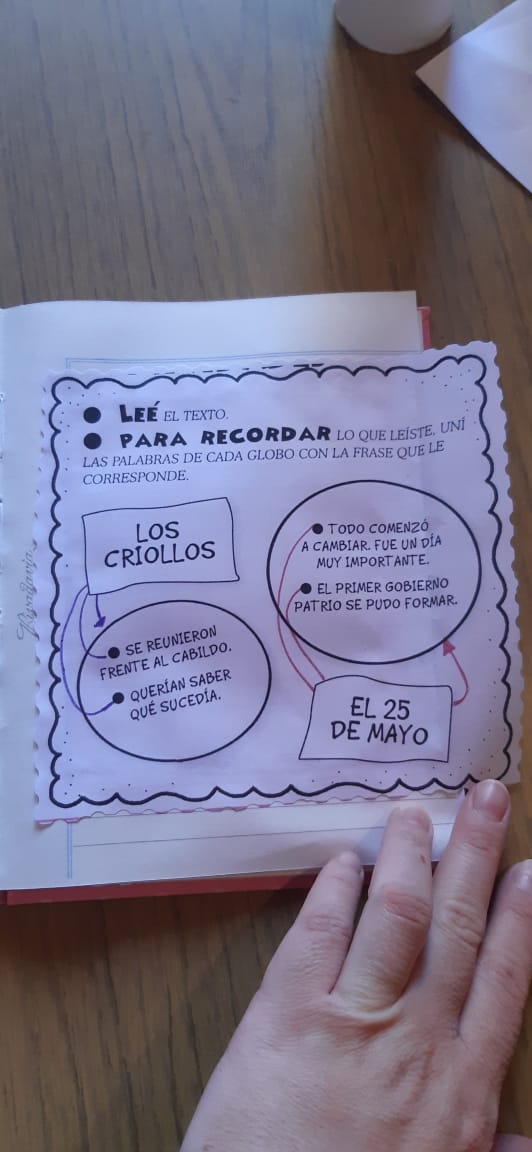 ● LEÉ EL TEXTO.
● PARA RECORDAR LO QUE LEÍSTE, UNÍ
LAS PALABRAS DE CADA GLOBO CON LA FRASE QUE LE
CORRESPONDE.
LOS
CRIOLLOS
● SE REUNIERON
FRENTE AL CABILDO.
● QUERÍAN SABER
QUÉ SUCEDÍA.
● TODO COMENZÓ
A CAMBIAR. FUE UN DÍA
MUY IMPORTANTE.
● EL PRIMER GOBIERNO
PATRIO SE PUDO FORMAR.
EL 25
DE MAYO
Rivadavia